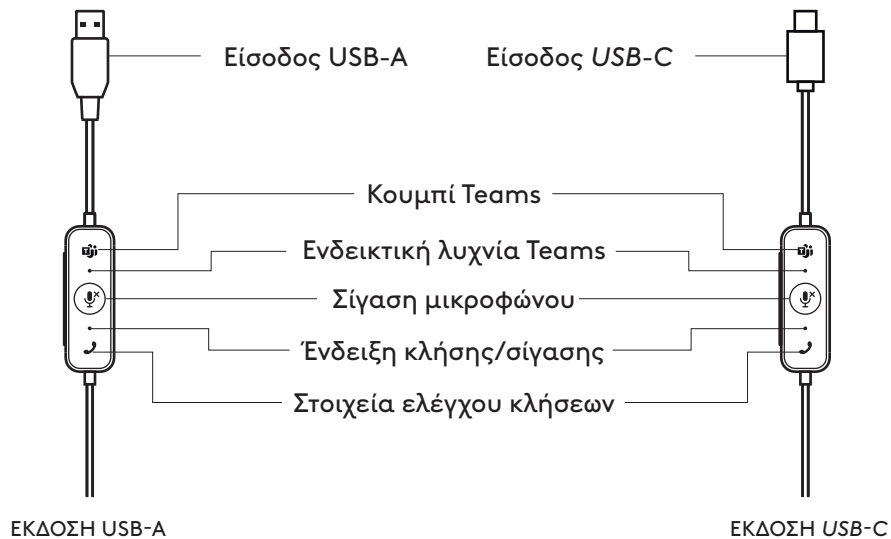 Είσοδος USB-A
Είσοδος USB-C
Κουμπί Teams
Ενδεικτική λυχνία Teams
Σίγαση μικροφώνου
Ένδειξη κλήσης/σίγασης
Στοιχεία ελέγχου κλήσεων
ΕΚΔΟΣΗ USB-A
ΕΚΔΟΣΗ USB-C